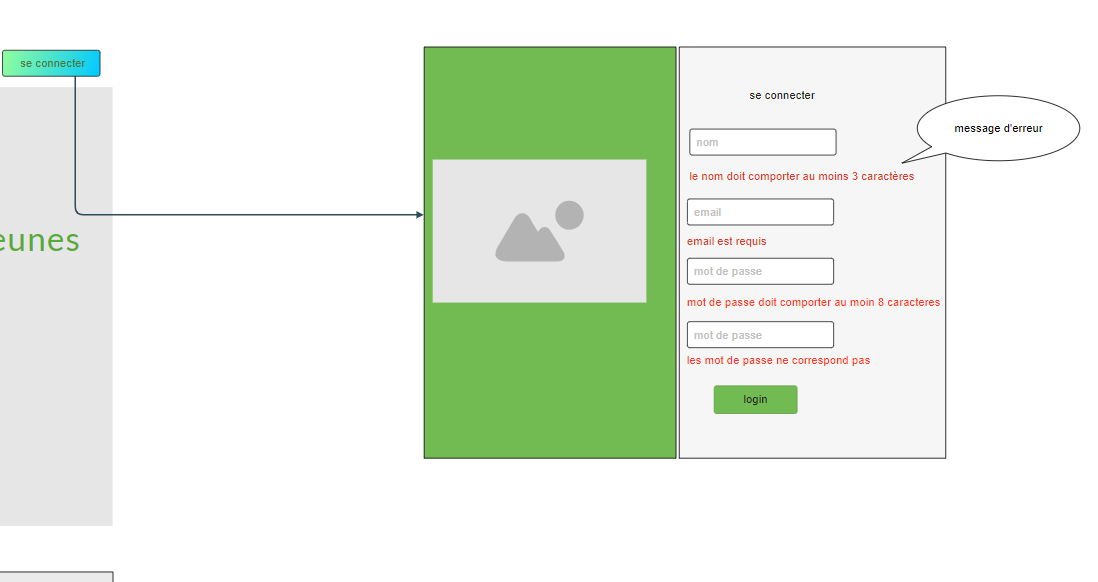 se connecter
eunes
se connecter
message d'erreur
nom
le nom doit comporter au moins 3 caractères
email
email est requis
mot de passe
mot de passe doit comporter au moin 8 caracteres
mot de passe
les mot de passe ne correspond pas
login